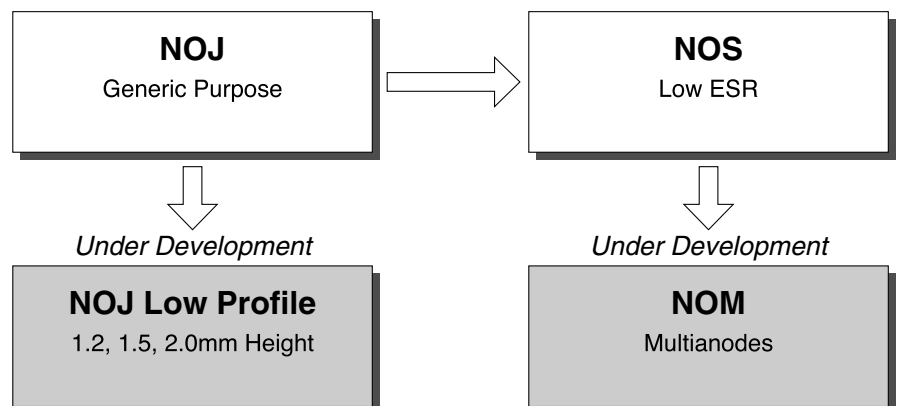 NOJ
Generic Purpose
NOS
Low ESR
Under Development
NOJ Low Profile
1.2, 1.5, 2.0mm Height
Under Development
NOM
Multianodes